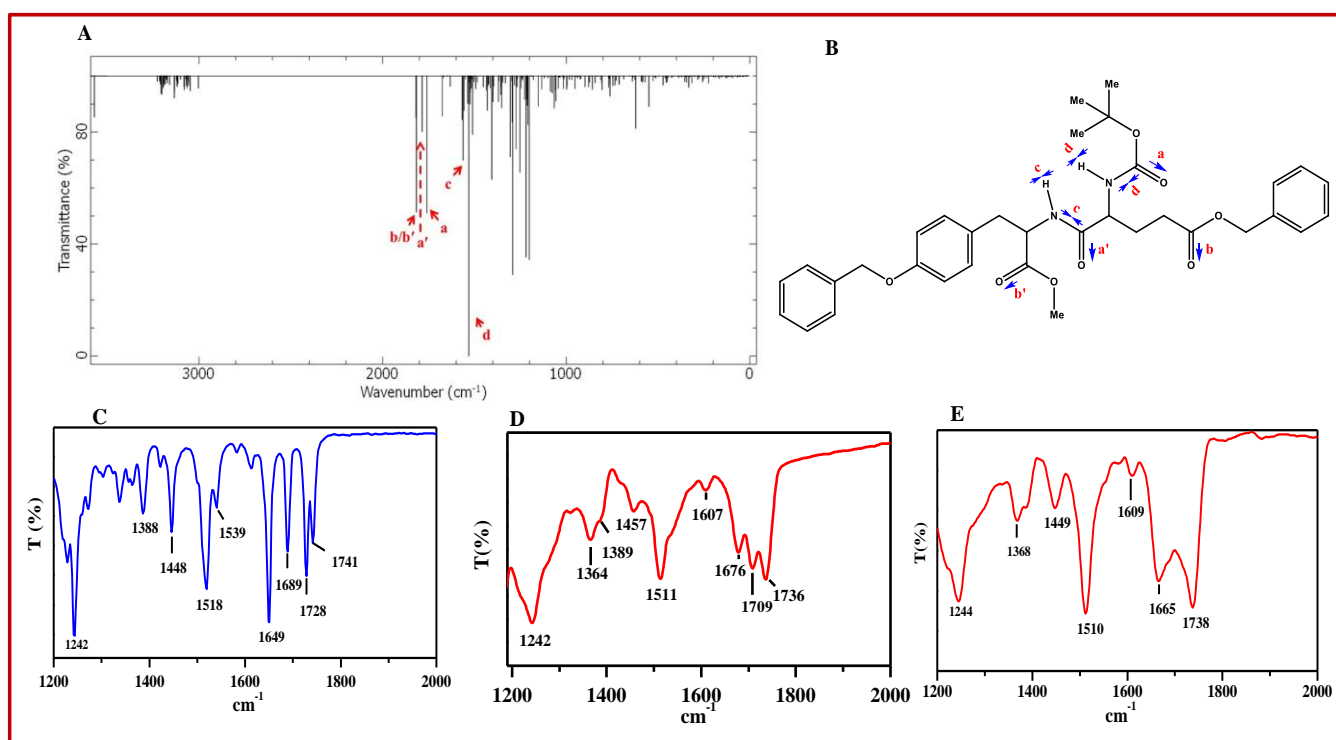 A
Transmittance (%)
80
40
0
3000
2000
1000
0
Wavenumber (cm⁻¹)
b/b′
a′
a
c
d
B
Me
Me
Me
O
a
O
d
H
N
d
c
H
N
c
O
a'
O
b
O
O
b'
O
Me
O
C
T (%)
1242
1388
1448
1518
1539
1649
1689
1728
1741
1200
1400
1600
1800
2000
cm⁻¹
D
T(%)
1242
1364
1389
1457
1511
1607
1676
1709
1736
1200
1400
1600
1800
2000
cm⁻¹
E
T(%)
1244
1368
1449
1510
1609
1665
1738
1200
1400
1600
1800
2000
cm⁻¹